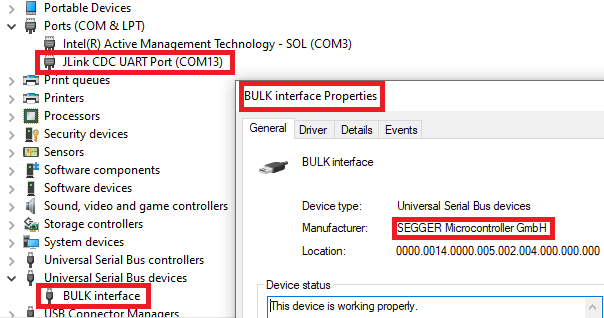 Portable Devices
Ports (COM & LPT)
Intel(R) Active Management Technology - SOL (COM3)
JLink CDC UART Port (COM13)
Print queues
Printers
Processors
Security devices
Sensors
Software components
Software devices
Sound, video and game controllers
Storage controllers
System devices
Universal Serial Bus controllers
Universal Serial Bus devices
BULK interface
USB Connector Managers
BULK interface Properties
General Driver Details Events
BULK interface
Device type: Universal Serial Bus devices
Manufacturer: SEGGER Microcontroller GmbH
Location: 0000.0014.0000.005.002.004.000.000.000
Device status
This device is working properly.